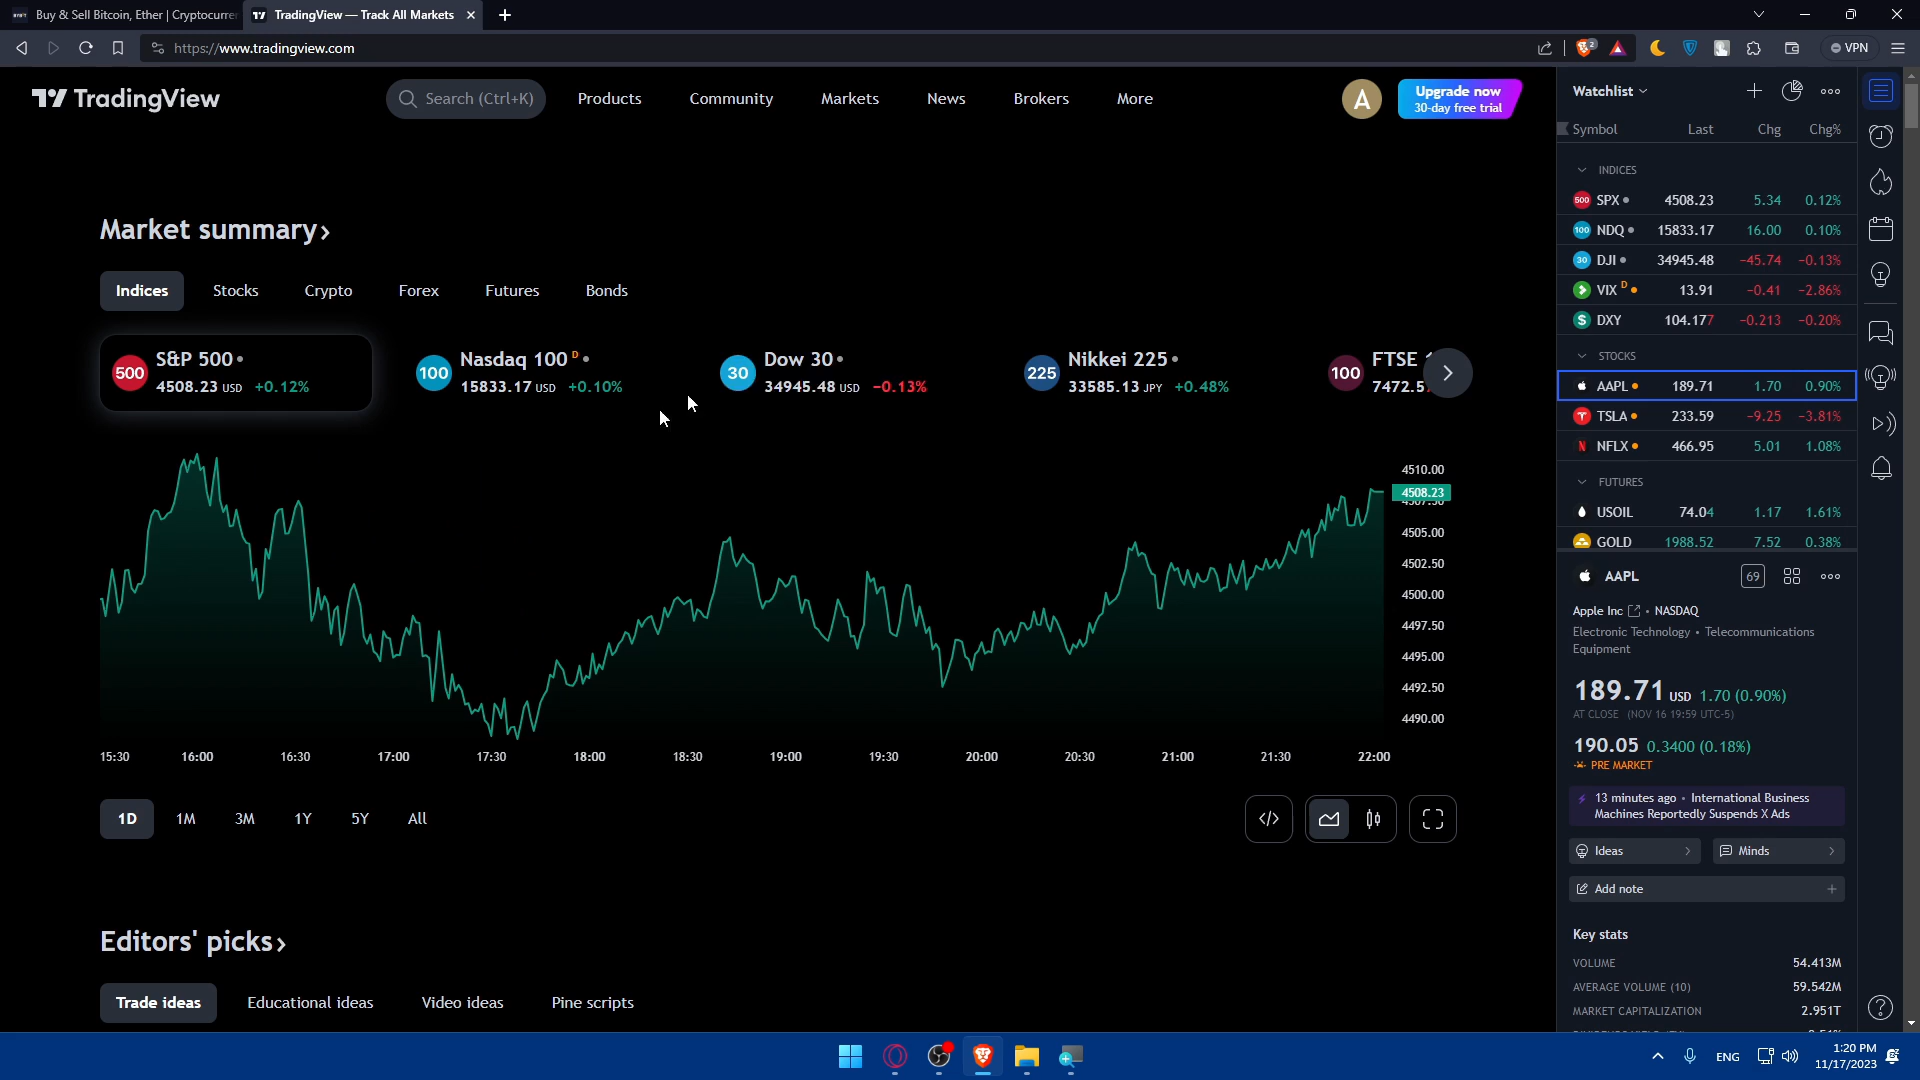 Buy & Sell Bitcoin, Ether | Cryptocurre
TradingView — Track All Markets
https://www.tradingview.com
2
VPN
TradingView
Search (Ctrl+K)
Products
Community
Markets
News
Brokers
More
A
Upgrade now
30-day free trial
Market summary
Indices
Stocks
Crypto
Forex
Futures
Bonds
500
S&P 500
4508.23 USD +0.12%
100
Nasdaq 100 D
15833.17 USD +0.10%
30
Dow 30
34945.48 USD −0.13%
225
Nikkei 225
33585.13 JPY +0.48%
100
FTSE
7472.5
4510.00
4508.23
4505.00
4502.50
4500.00
4497.50
4495.00
4492.50
4490.00
15:30 16:00 16:30 17:00 17:30 18:00 18:30 19:00 19:30 20:00 20:30 21:00 21:30 22:00
1D 1M 3M 1Y 5Y All
Editors' picks
Trade ideas
Educational ideas
Video ideas
Pine scripts
Watchlist
Symbol Last Chg Chg%
INDICES
500 SPX 4508.23 5.34 0.12%
100 NDQ 15833.17 16.00 0.10%
30 DJI 34945.48 −45.74 −0.13%
VIX D 13.91 −0.41 −2.86%
$ DXY 104.177 −0.213 −0.20%
STOCKS
AAPL 189.71 1.70 0.90%
TSLA 233.59 −9.25 −3.81%
N NFLX 466.95 5.01 1.08%
FUTURES
USOIL 74.04 1.17 1.61%
GOLD 1988.52 7.52 0.38%
AAPL
69
Apple Inc • NASDAQ
Electronic Technology • Telecommunications
Equipment
189.71 USD 1.70 (0.90%)
AT CLOSE (NOV 16 19:59 UTC-5)
190.05 0.3400 (0.18%)
PRE MARKET
13 minutes ago • International Business
Machines Reportedly Suspends X Ads
Ideas
Minds
Add note
Key stats
VOLUME 54.413M
AVERAGE VOLUME (10) 59.542M
MARKET CAPITALIZATION 2.951T
ENG
1:20 PM
11/17/2023